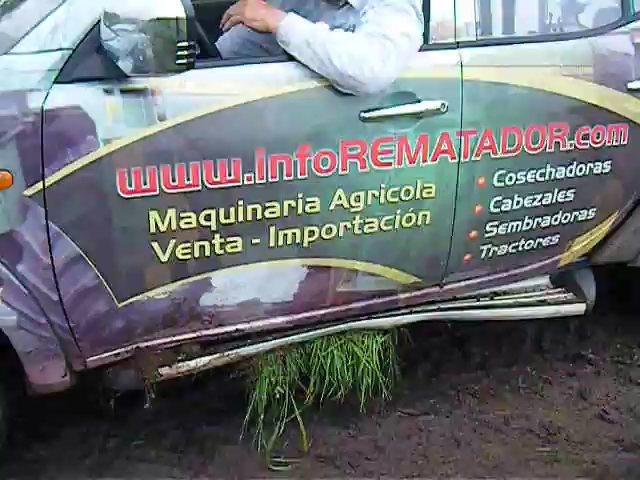 www.infoREMATADOR.com
Maquinaria Agricola
Venta - Importación
Cosechadoras
Cabezales
Sembradoras
Tractores